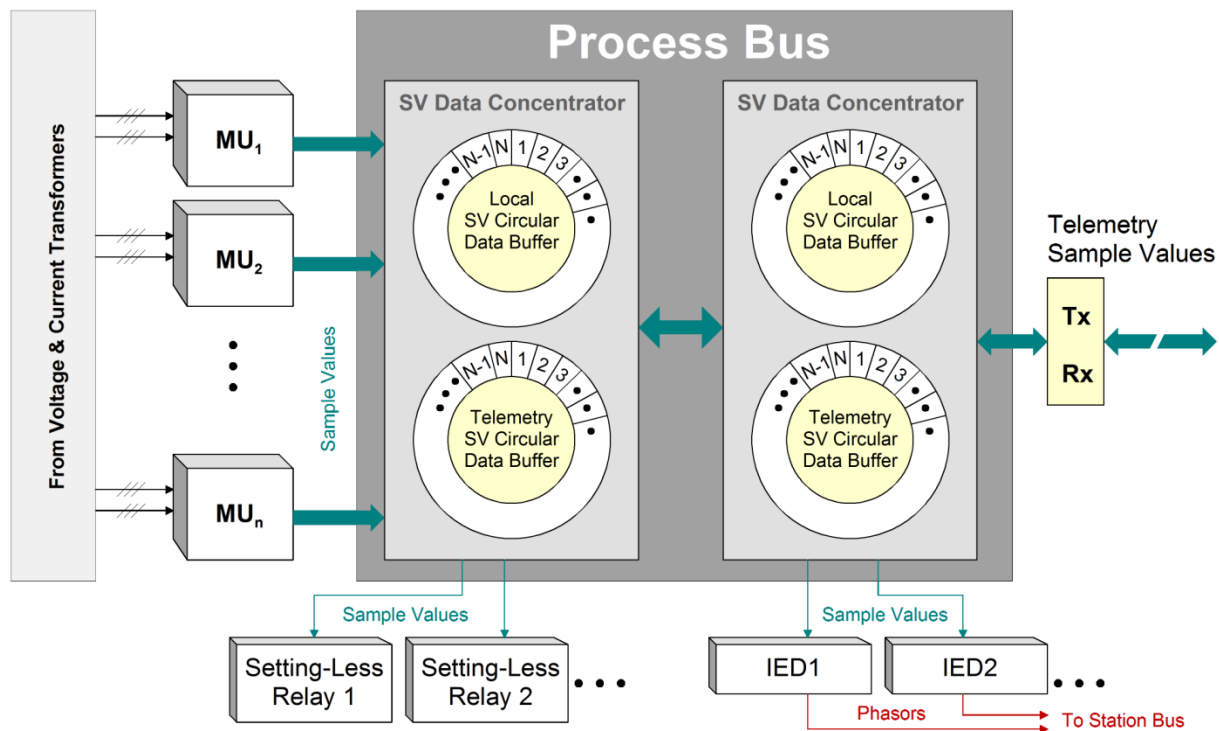 Process Bus
From Voltage & Current Transformers
MU1
MU2
MUn
Sample Values
SV Data Concentrator
N-1 N 1 2 3
Local
SV Circular
Data Buffer
N-1 N 1 2 3
Telemetry
SV Circular
Data Buffer
SV Data Concentrator
N-1 N 1 2 3
Local
SV Circular
Data Buffer
N-1 N 1 2 3
Telemetry
SV Circular
Data Buffer
Telemetry
Sample Values
Tx
Rx
Sample Values
Setting-Less
Relay 1
Setting-Less
Relay 2
Sample Values
IED1
IED2
Phasors
To Station Bus